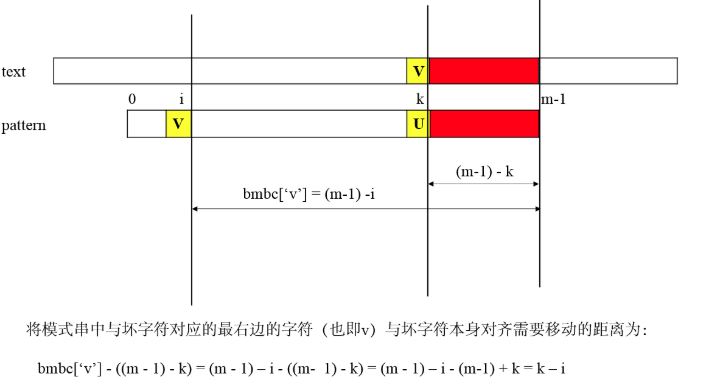 text
V
0 i k m-1
pattern
V U
(m-1) - k
bmbc[‘v’] = (m-1) -i
将模式串中与坏字符对应的最右边的字符（也即v）与坏字符本身对齐需要移动的距离为:
bmbc[‘v’] - ((m - 1) - k) = (m - 1) – i - ((m- 1) - k) = (m - 1) – i - (m-1) + k = k – i